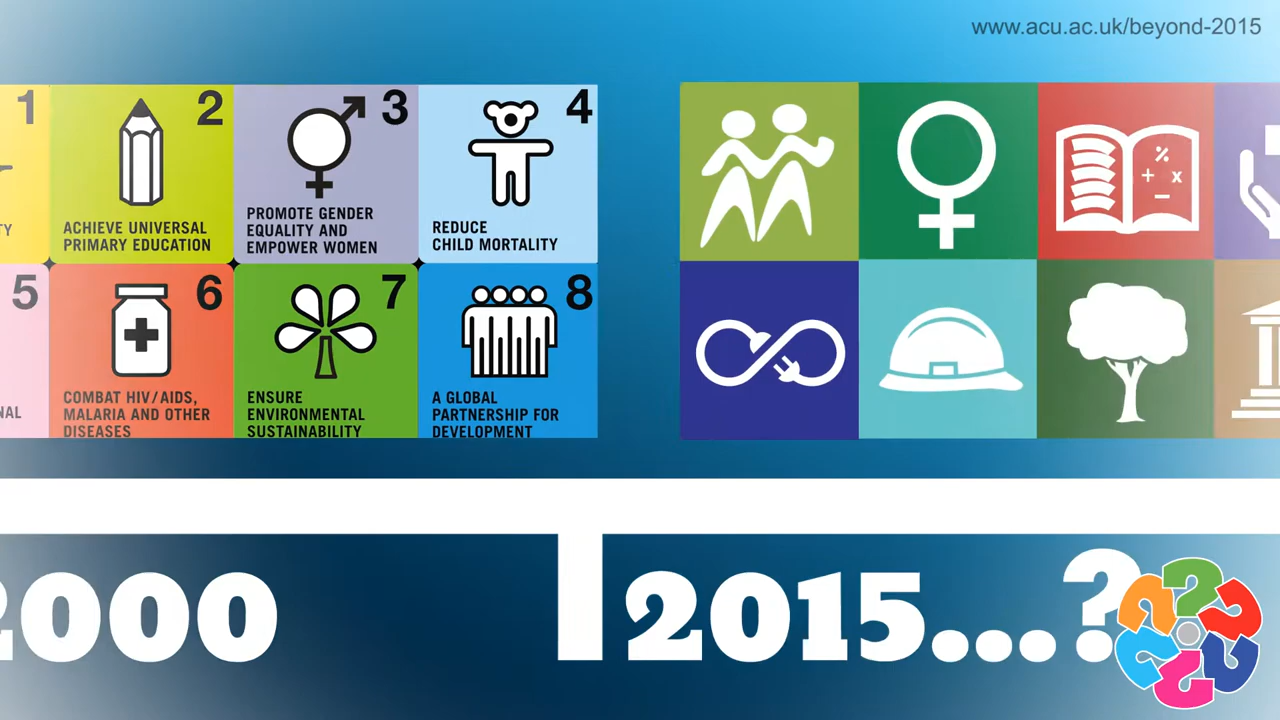 www.acu.ac.uk/beyond-2015
1
2
ACHIEVE UNIVERSAL
PRIMARY EDUCATION
3
PROMOTE GENDER
EQUALITY AND
EMPOWER WOMEN
4
REDUCE
CHILD MORTALITY
TY
5
NAL
6
COMBAT HIV/AIDS,
MALARIA AND OTHER
DISEASES
7
ENSURE
ENVIRONMENTAL
SUSTAINABILITY
8
A GLOBAL
PARTNERSHIP FOR
DEVELOPMENT
% + x −
2000
2015...?
? ? ? ? ? ?